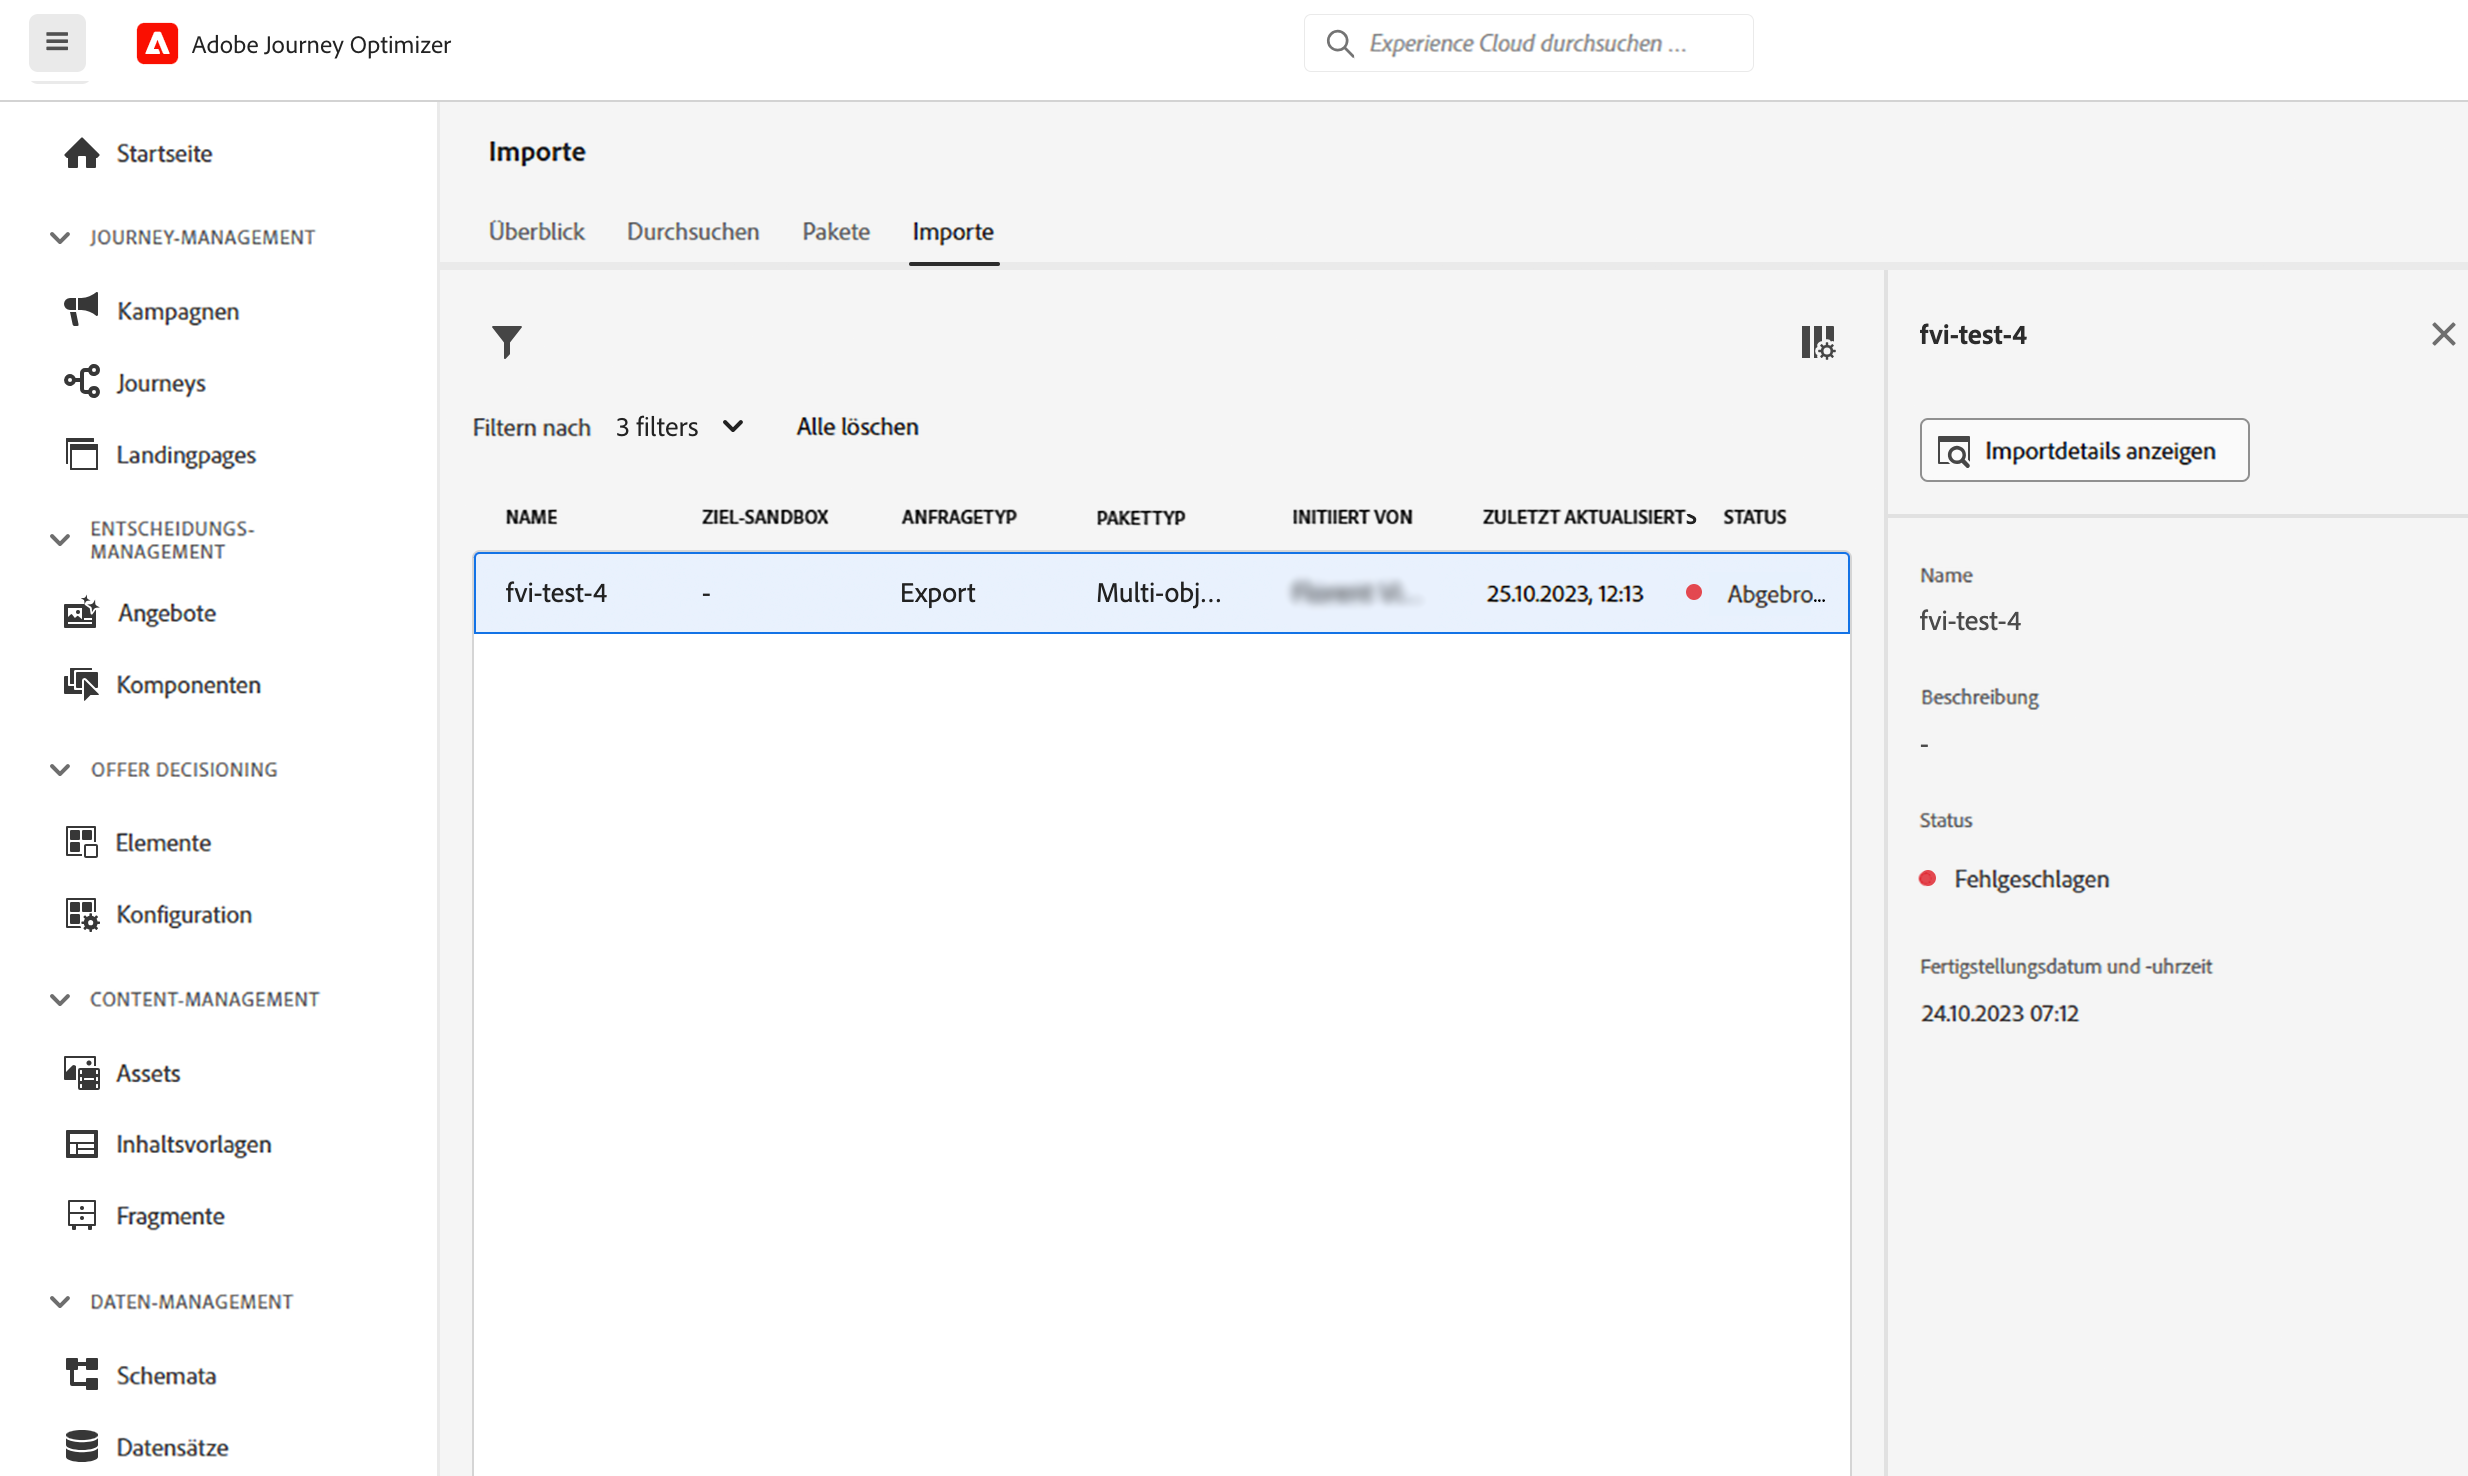 Adobe Journey Optimizer
Experience Cloud durchsuchen ...
Startseite
JOURNEY-MANAGEMENT
Kampagnen
Journeys
Landingpages
ENTSCHEIDUNGS-
MANAGEMENT
Angebote
Komponenten
OFFER DECISIONING
Elemente
Konfiguration
CONTENT-MANAGEMENT
Assets
Inhaltsvorlagen
Fragmente
DATEN-MANAGEMENT
Schemata
Datensätze
Importe
Überblick Durchsuchen Pakete Importe
Filtern nach 3 filters Alle löschen
NAME ZIEL-SANDBOX ANFRAGETYP PAKETTYP INITIIERT VON ZULETZT AKTUALISIERT STATUS
fvi-test-4 - Export Multi-obj... 25.10.2023, 12:13 Abgebro...
fvi-test-4
Importdetails anzeigen
Name
fvi-test-4
Beschreibung
-
Status
Fehlgeschlagen
Fertigstellungsdatum und -uhrzeit
24.10.2023 07:12